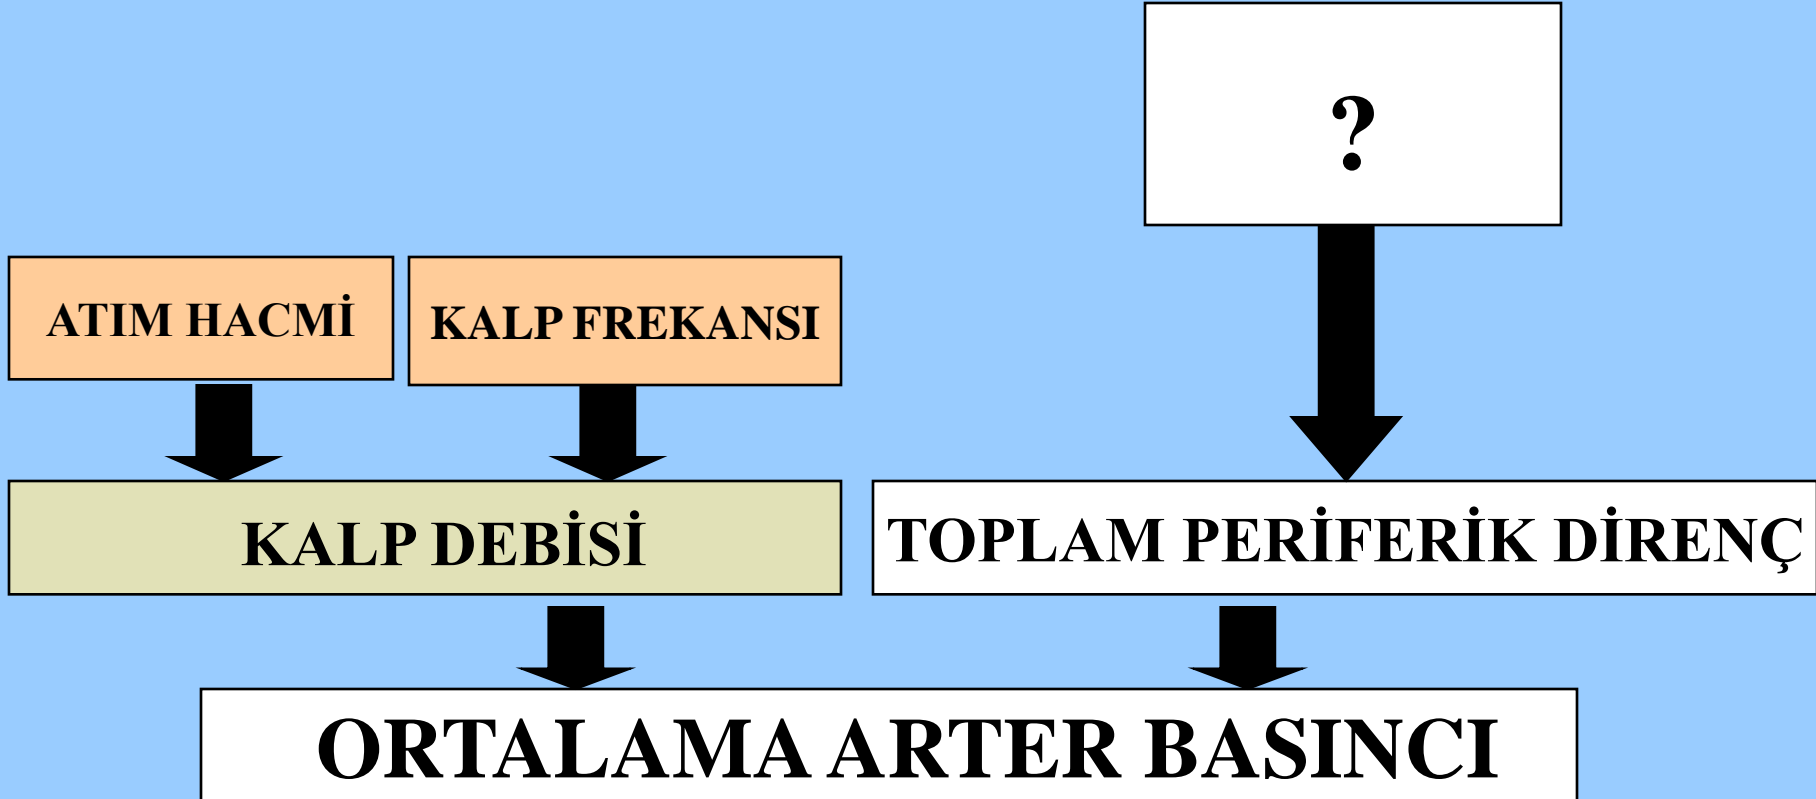 ?
ATIM HACMİ
KALP FREKANSI
KALP DEBİSİ
TOPLAM PERİFERİK DİRENÇ
ORTALAMA ARTER BASINCI